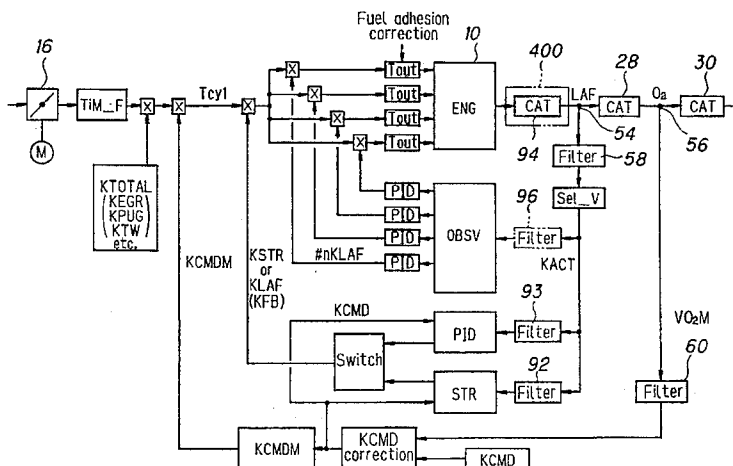 Fuel adhesion
correction
16
10
400
28
30
TiM_F
X
X
Tcyl
X
X
X
X
X
Tout
Tout
Tout
Tout
ENG
CAT
94
LAF
CAT
54
O₂
CAT
56
M
Filter
58
Sel_V
KTOTAL
(KEGR
KPUG
KTW
etc.)
KCMDM
KSTR
or
KLAF
(KFB)
#nKLAF
PID
PID
PID
PID
OBSV
96
Filter
KACT
KCMD
Switch
PID
93
Filter
STR
92
Filter
VO₂M
60
Filter
KCMDM
KCMD
correction
KCMD